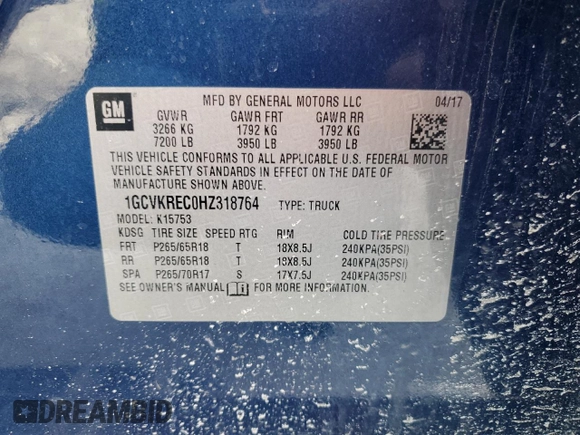 GM
MFD BY GENERAL MOTORS LLC 04/17
GVWR GAWR FRT GAWR RR
3266 KG 1792 KG 1792 KG
7200 LB 3950 LB 3950 LB
THIS VEHICLE CONFORMS TO ALL APPLICABLE U.S. FEDERAL MOTOR
VEHICLE SAFETY STANDARDS IN EFFECT ON THE DATE OF
MANUFACTURE SHOWN ABOVE.
1GCVKREC0HZ318764 TYPE: TRUCK
MODEL: K15753
KDSG TIRE SIZE SPEED RTG RIM COLD TIRE PRESSURE
FRT P265/65R18 T 18X8.5J 240KPA(35PSI)
RR P265/65R18 T 18X8.5J 240KPA(35PSI)
SPA P265/70R17 S 17X7.5J 240KPA(35PSI)
SEE OWNER'S MANUAL FOR MORE INFORMATION.
DREAMBID